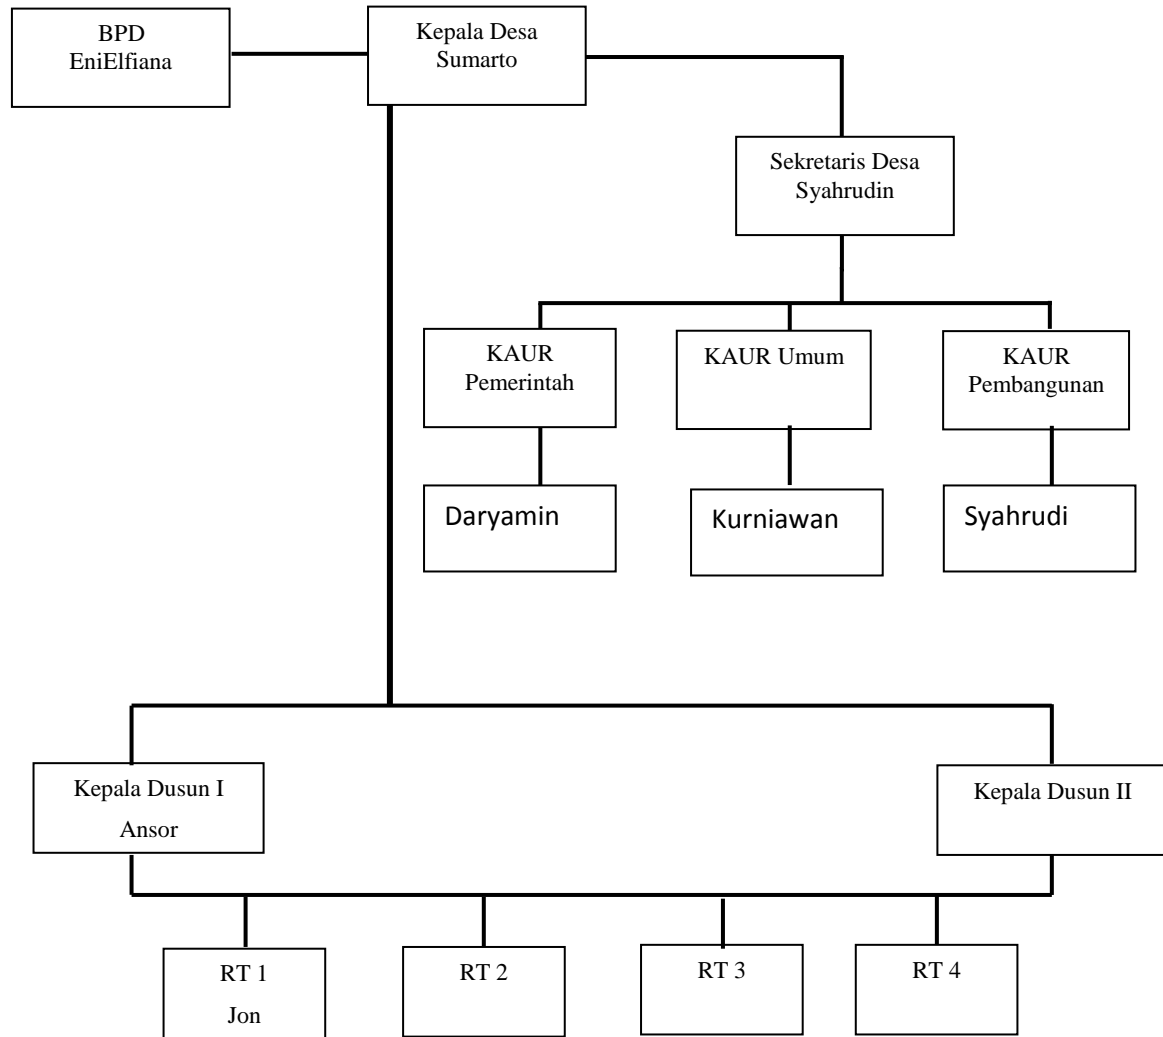 BPD
EniElfiana
Kepala Desa
Sumarto
Sekretaris Desa
Syahrudin
KAUR
Pemerintah
KAUR Umum
KAUR
Pembangunan
Daryamin
Kurniawan
Syahrudi
Kepala Dusun I
Ansor
Kepala Dusun II
RT 1
Jon
RT 2
RT 3
RT 4